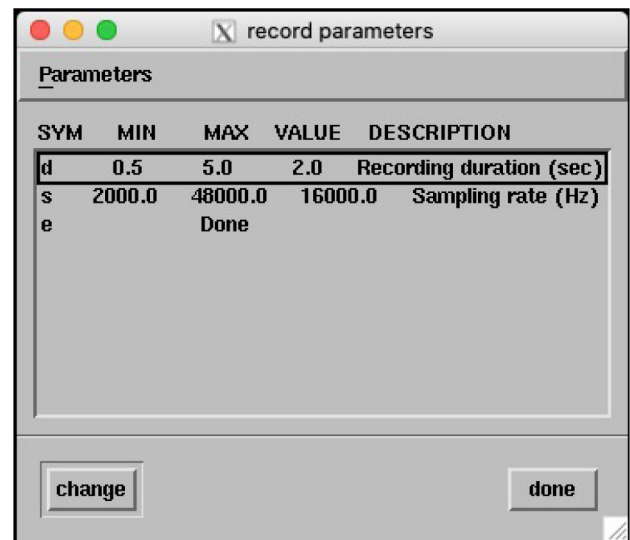 record parameters
Parameters
SYM MIN MAX VALUE DESCRIPTION
d 0.5 5.0 2.0 Recording duration (sec)
s 2000.0 48000.0 16000.0 Sampling rate (Hz)
e Done
change done